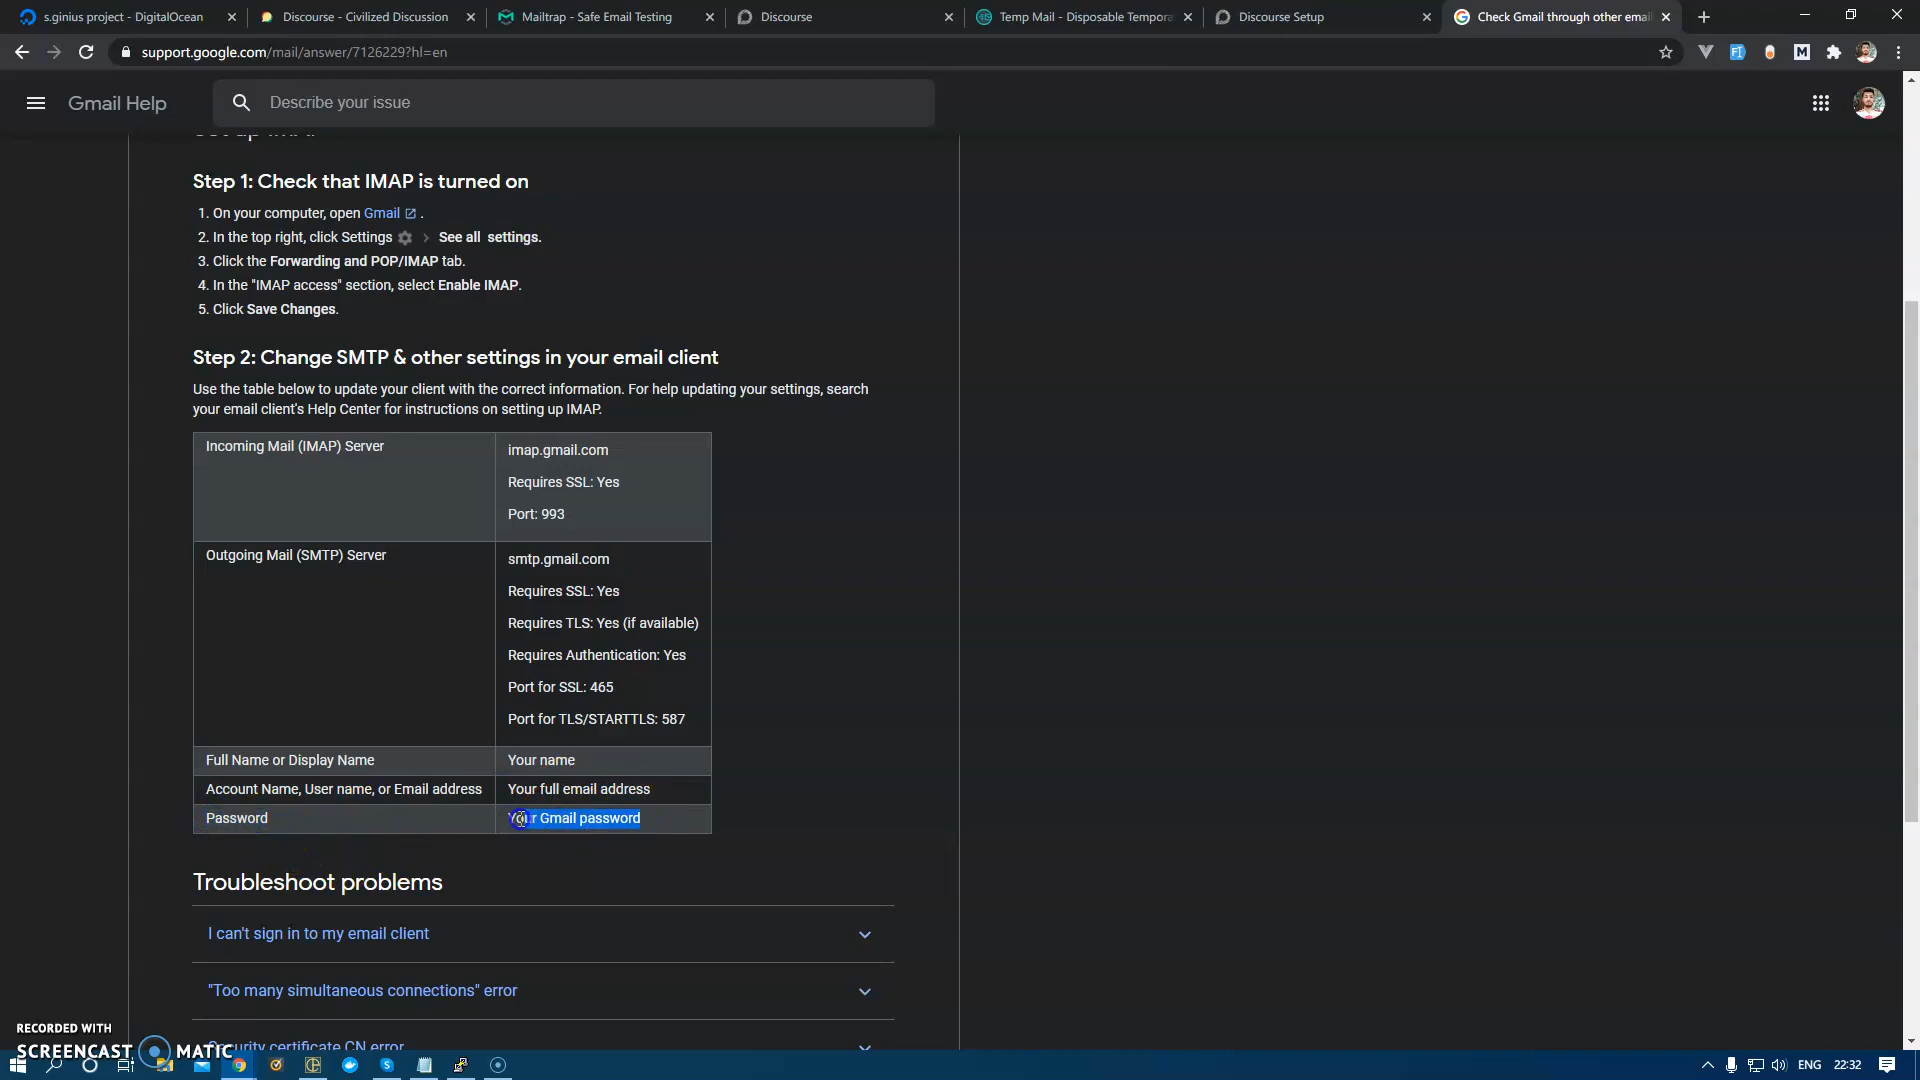 s.ginius project - DigitalOcean
Discourse - Civilized Discussion
Mailtrap - Safe Email Testing
Discourse
Temp Mail - Disposable Tempora
Discourse Setup
Check Gmail through other emai
support.google.com/mail/answer/7126229?hl=en
Gmail Help
Describe your issue
Step 1: Check that IMAP is turned on
1. On your computer, open Gmail .
2. In the top right, click Settings > See all settings.
3. Click the Forwarding and POP/IMAP tab.
4. In the "IMAP access" section, select Enable IMAP.
5. Click Save Changes.
Step 2: Change SMTP & other settings in your email client
Use the table below to update your client with the correct information. For help updating your settings, search
your email client's Help Center for instructions on setting up IMAP.
Incoming Mail (IMAP) Server
imap.gmail.com
Requires SSL: Yes
Port: 993
Outgoing Mail (SMTP) Server
smtp.gmail.com
Requires SSL: Yes
Requires TLS: Yes (if available)
Requires Authentication: Yes
Port for SSL: 465
Port for TLS/STARTTLS: 587
Full Name or Display Name
Your name
Account Name, User name, or Email address
Your full email address
Password
Your Gmail password
Troubleshoot problems
I can't sign in to my email client
"Too many simultaneous connections" error
Security certificate CN error
RECORDED WITH
SCREENCAST MATIC
ENG
22:32